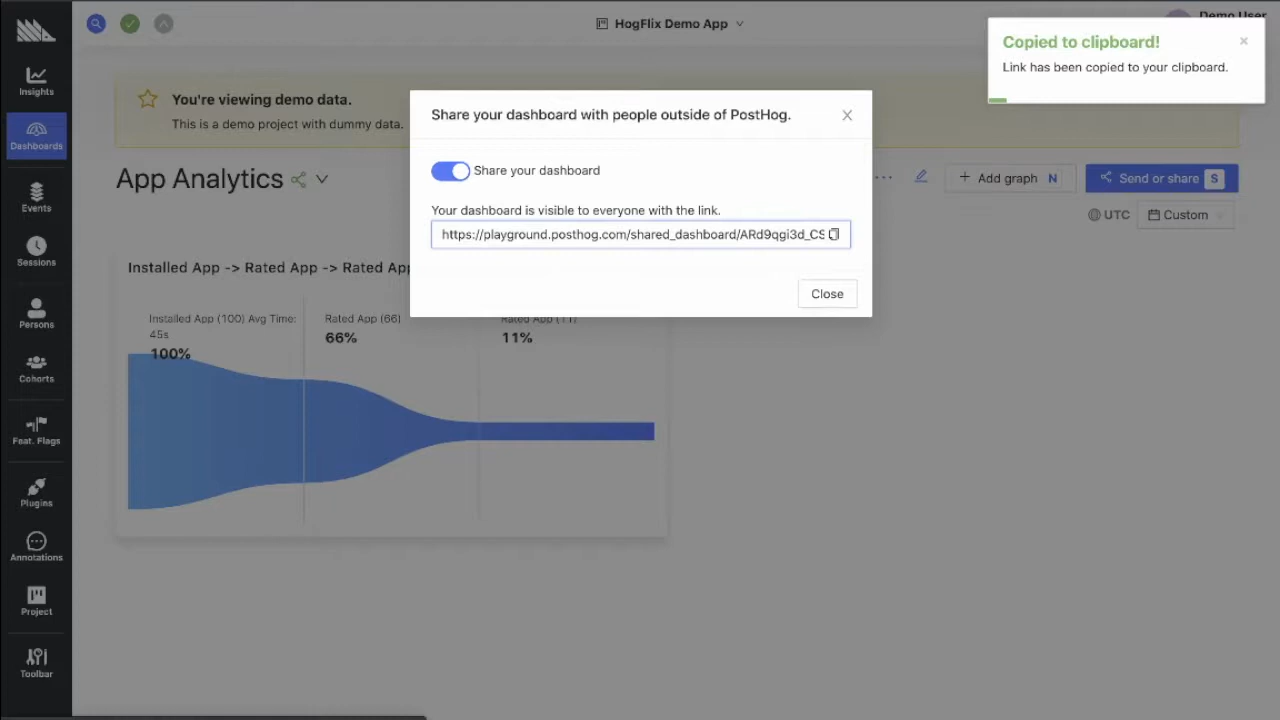 HogFlix Demo App
Demo User
Copied to clipboard!
Link has been copied to your clipboard.
Insights
Dashboards
Events
Sessions
Persons
Cohorts
Feat. Flags
Plugins
Annotations
Project
Toolbar
You're viewing demo data.
This is a demo project with dummy data.
Share your dashboard with people outside of PostHog.
Share your dashboard
Your dashboard is visible to everyone with the link.
https://playground.posthog.com/shared_dashboard/ARd9qgi3d_CS
Close
App Analytics
Add graph N
Send or share S
UTC
Custom
Installed App -> Rated App -> Rated App
Installed App (100) Avg Time:
45s
100%
Rated App (66)
66%
Rated App (11)
11%